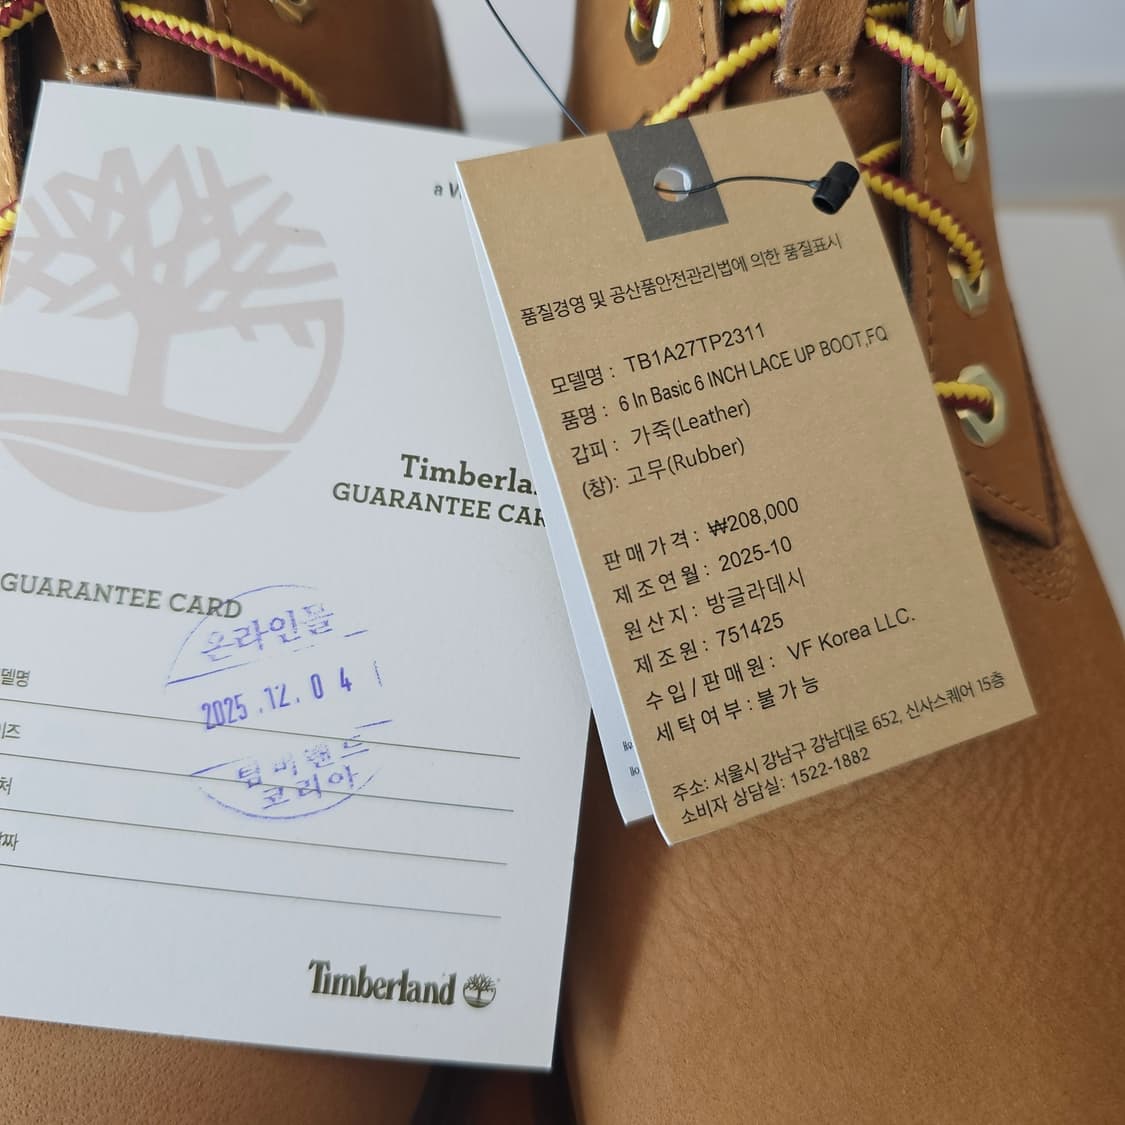 Timberla
GUARANTEE CAR
GUARANTEE CARD
온라인몰
2025.12.04
팀버랜드
코리아
델명
이즈
처
Timberland
품질경영 및 공산품안전관리법에 의한 품질표시
모델명 : TB1A27TP2311
품명 : 6 In Basic 6 INCH LACE UP BOOT,FQ
갑피 : 가죽(Leather)
(창): 고무(Rubber)
판매가격 : ₩208,000
제조연월 : 2025-10
원산지 : 방글라데시
제조원 : 751425
수입/판매원 : VF Korea LLC.
세탁여부 : 불가능
주소: 서울시 강남구 강남대로 652, 신사스퀘어 15층
소비자 상담실: 1522-1882